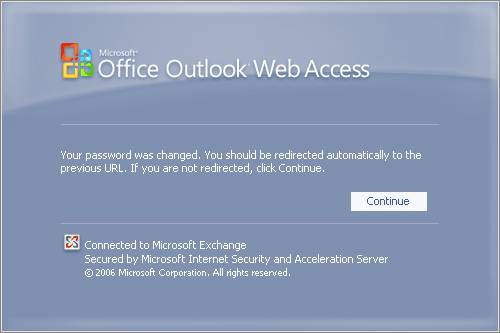 Microsoft®
Office Outlook® Web Access
Your password was changed. You should be redirected automatically to the
previous URL. If you are not redirected, click Continue.
Continue
Connected to Microsoft Exchange
Secured by Microsoft Internet Security and Acceleration Server
© 2006 Microsoft Corporation. All rights reserved.